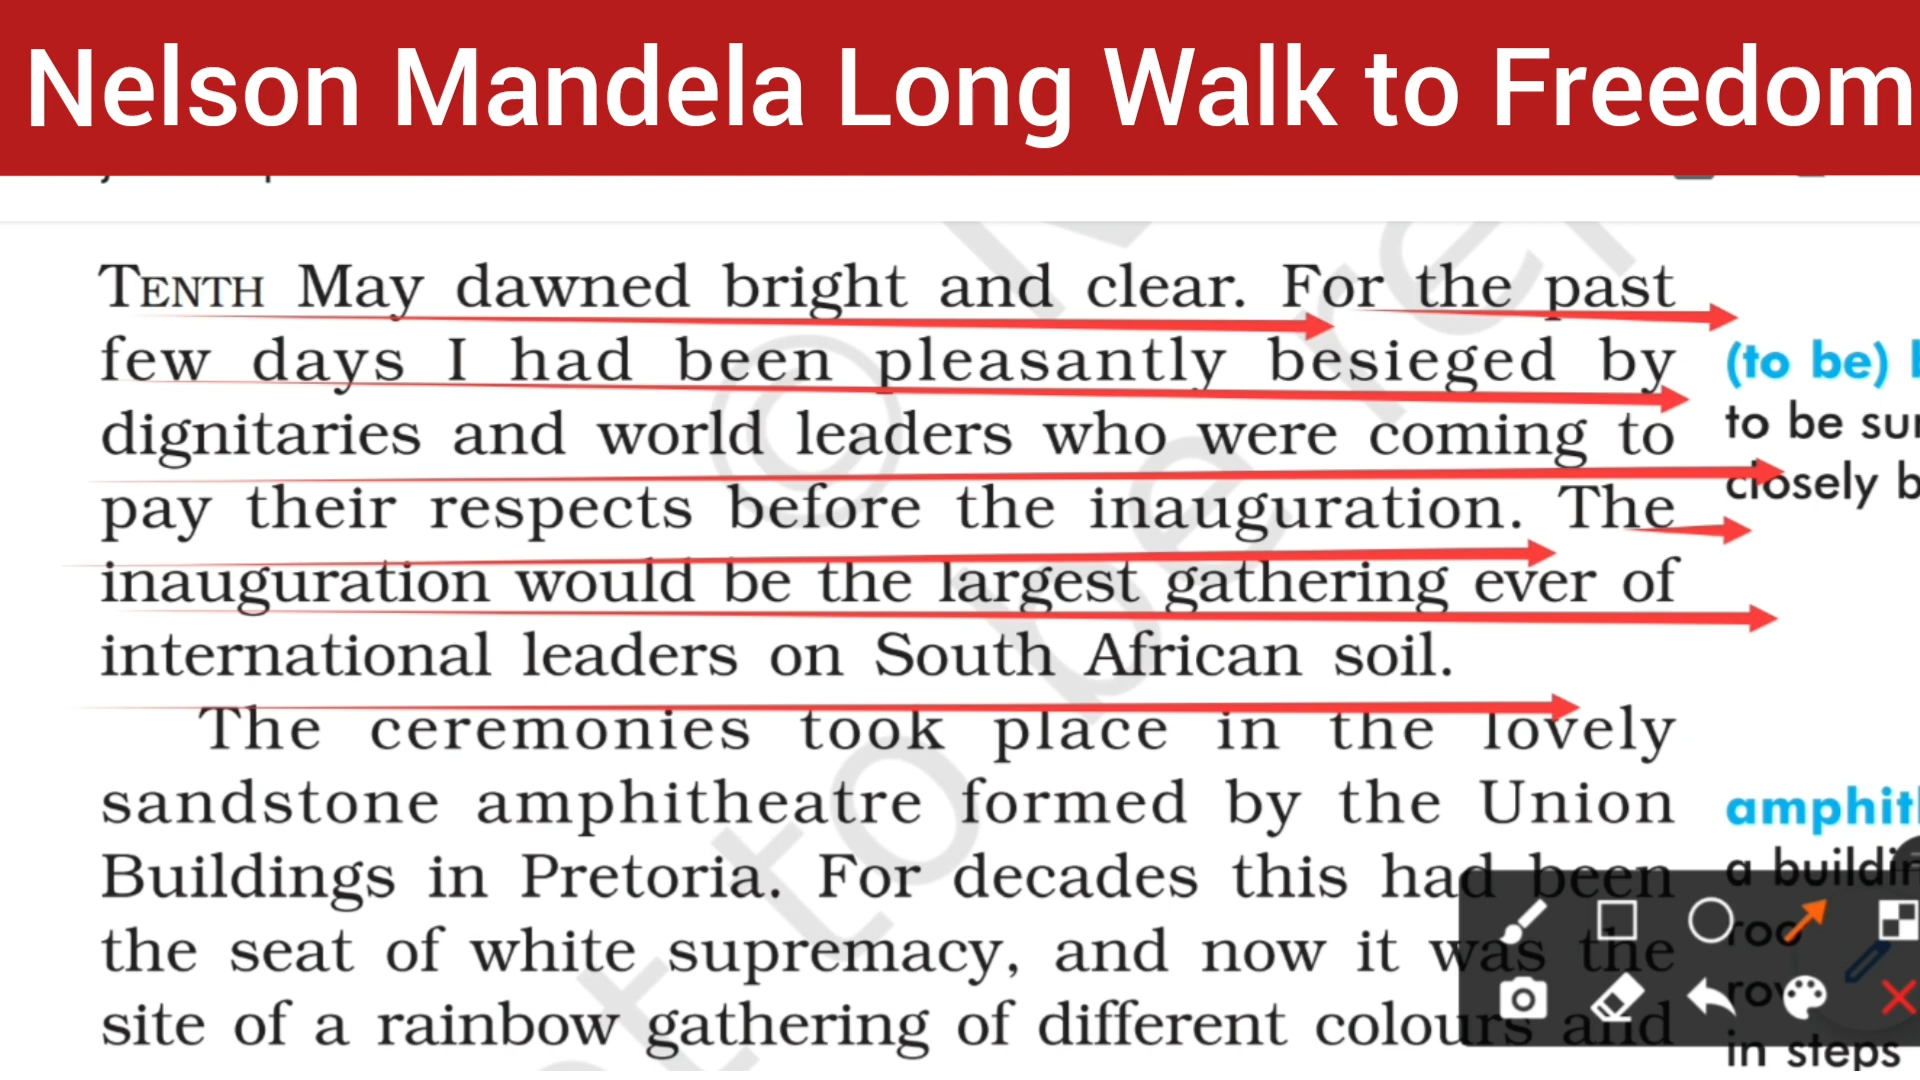 Nelson Mandela Long Walk to Freedom
TENTH May dawned bright and clear. For the past
few days I had been pleasantly besieged by
dignitaries and world leaders who were coming to
pay their respects before the inauguration. The
inauguration would be the largest gathering ever of
international leaders on South African soil.
The ceremonies took place in the lovely
sandstone amphitheatre formed by the Union
Buildings in Pretoria. For decades this had been
the seat of white supremacy, and now it was the
site of a rainbow gathering of different colours and
(to be)
to be
closely
a
in steps